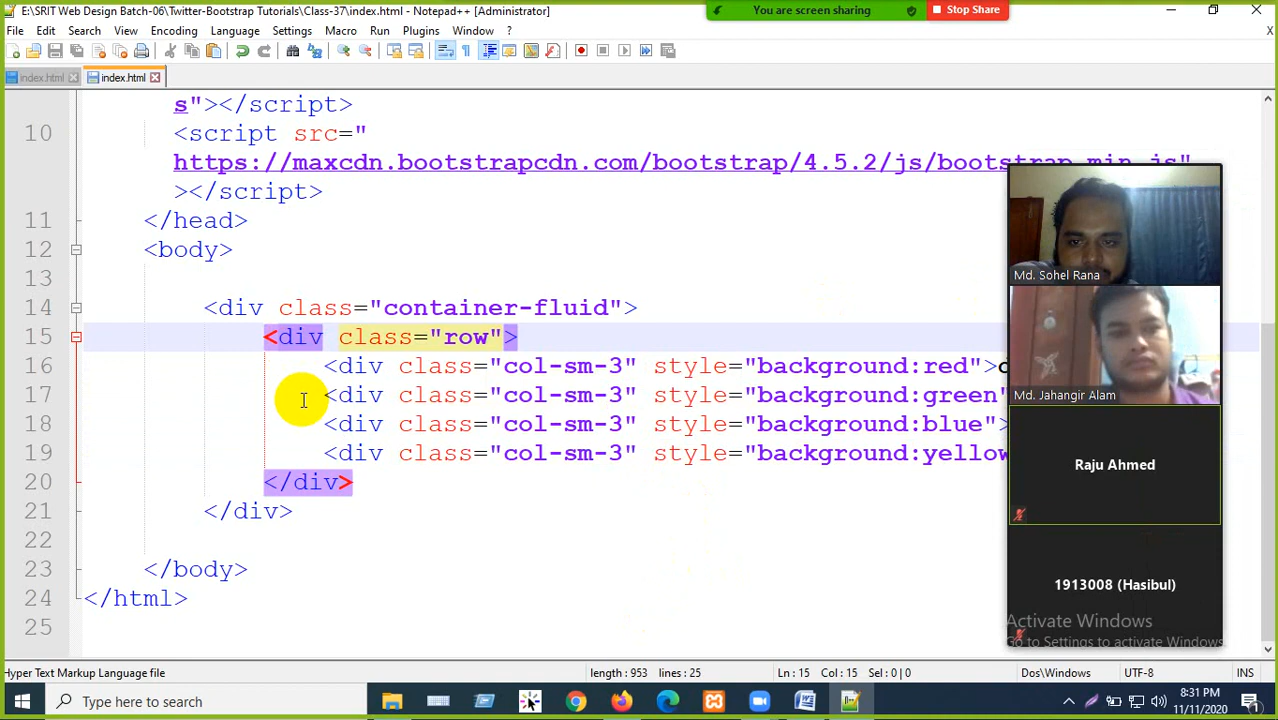 E:\SRIT Web Design Batch-06\Twitter-Bootstrap Tutorials\Class-37\index.html - Notepad++ [Administrator]
You are screen sharing
Stop Share
File Edit Search View Encoding Language Settings Macro Run Plugins Window ?
X
index.html index.html
s"></script>
10 <script src="
https://maxcdn.bootstrapcdn.com/bootstrap/4.5.2/js/bootstrap.min.js"
></script>
11 </head>
12 <body>
13
14 <div class="container-fluid">
15 <div class="row">
16 <div class="col-sm-3" style="background:red">
17 <div class="col-sm-3" style="background:green"
18 <div class="col-sm-3" style="background:blue">
19 <div class="col-sm-3" style="background:yellow
20 </div>
21 </div>
22
23 </body>
24 </html>
25
Md. Sohel Rana
Md. Jahangir Alam
Raju Ahmed
1913008 (Hasibul)
Activate Windows
Go to Settings to activate Windows
Hyper Text Markup Language file length : 953 lines : 25 Ln : 15 Col : 15 Sel : 0 | 0 Dos\Windows UTF-8 INS
Type here to search
8:31 PM
11/11/2020